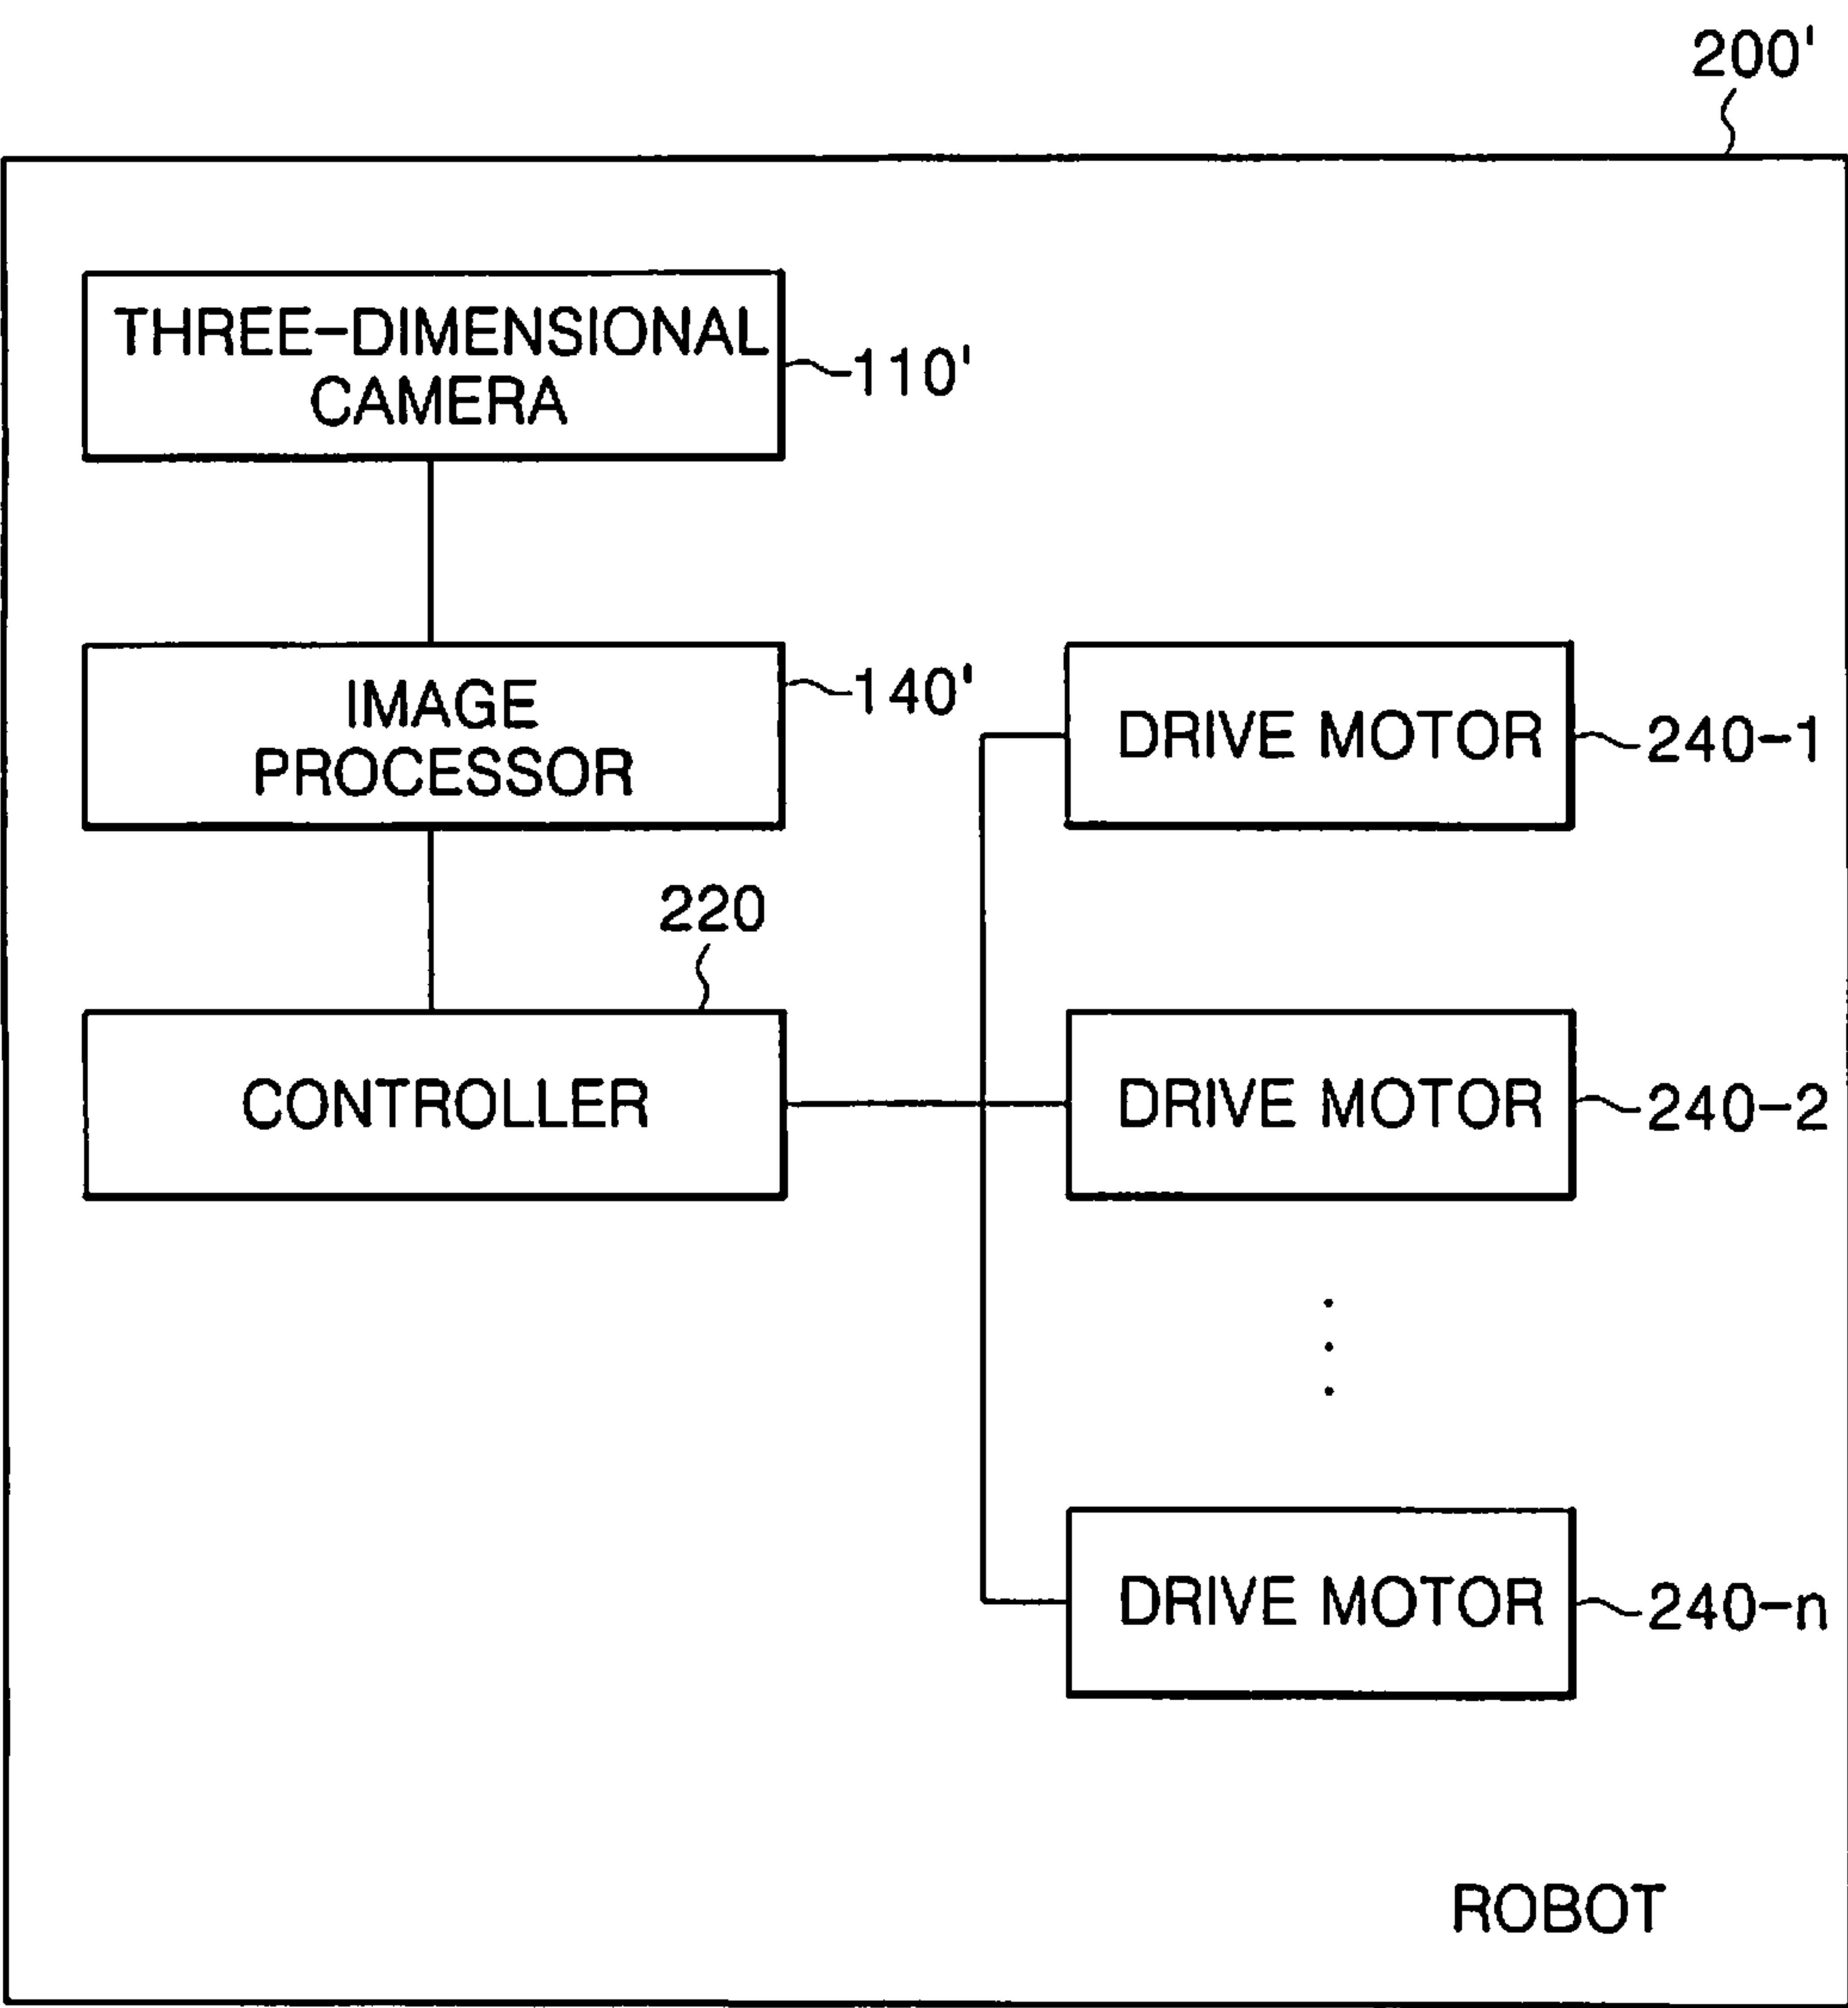 200'
THREE-DIMENSIONAL
CAMERA
110'
IMAGE
PROCESSOR
140'
DRIVE MOTOR
240-1
220
CONTROLLER
DRIVE MOTOR
240-2
DRIVE MOTOR
240-n
ROBOT